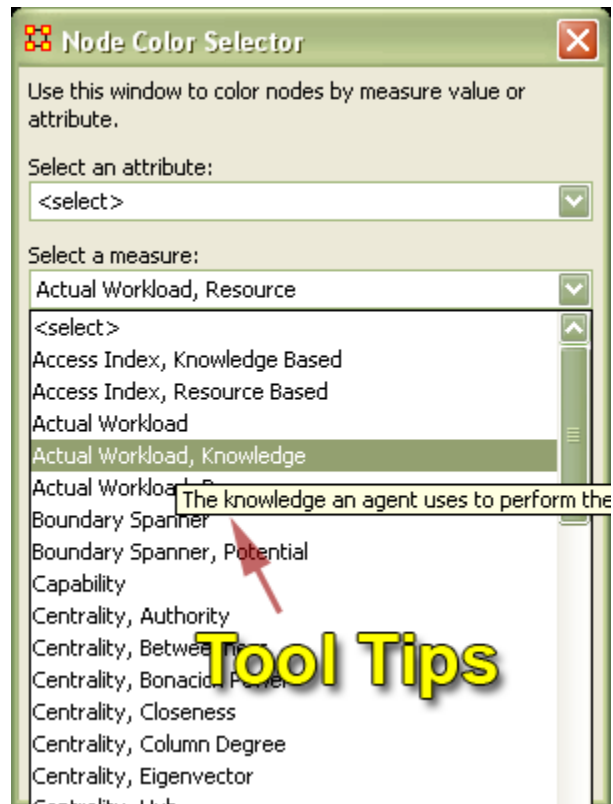 Node Color Selector
Use this window to color nodes by measure value or
attribute.
Select an attribute:
<select>
Select a measure:
Actual Workload, Resource
<select>
Access Index, Knowledge Based
Access Index, Resource Based
Actual Workload
Actual Workload, Knowledge
Actual Workload
The knowledge an agent uses to perform the
Boundary Spanner
Boundary Spanner, Potential
Capability
Centrality, Authority
Centrality, Betweenness
Tool Tips
Centrality, Bonacich Power
Centrality, Closeness
Centrality, Column Degree
Centrality, Eigenvector
Centrality, Hub